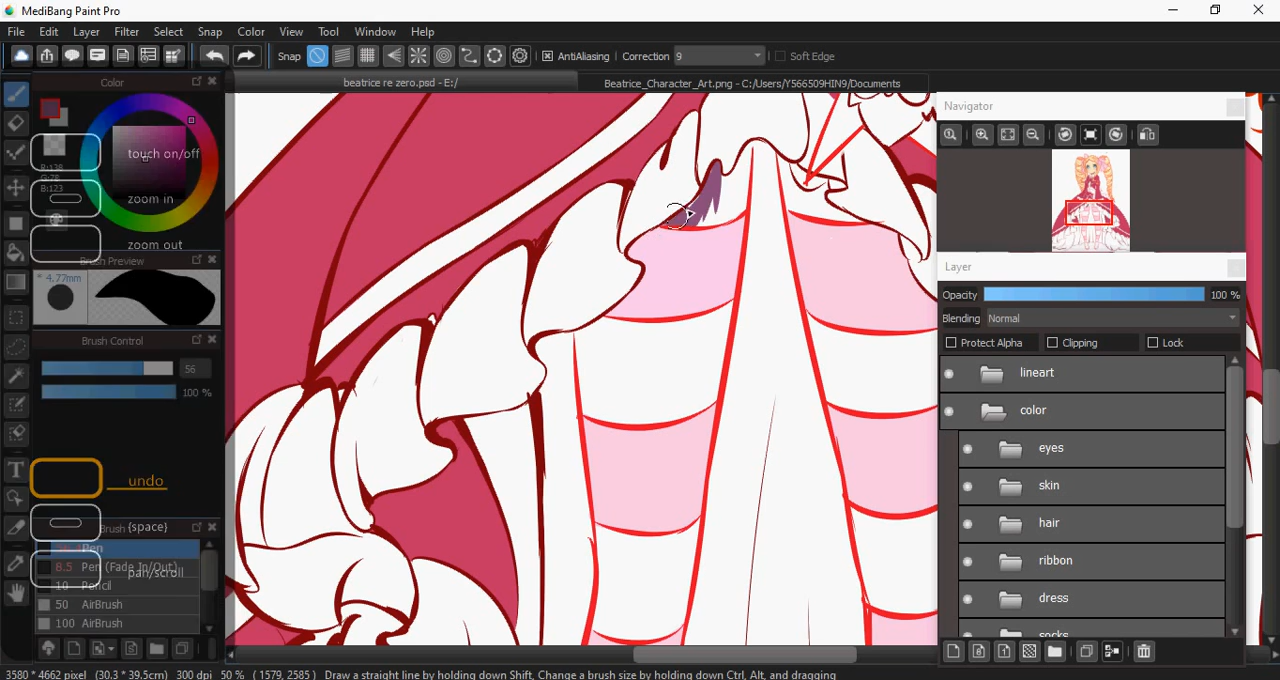 MediBang Paint Pro
File Edit Layer Filter Select Snap Color View Tool Window Help
Snap AntiAliasing Correction 9 Soft Edge
Color
beatrice re zero.psd - E:/
Beatrice_Character_Art.png - C:/Users/Y566509HIN9/Documents
Navigator
touch on/off
R:138
G:78
B:123
zoom in
zoom out
Brush Preview
* 4.77mm
Layer
Opacity 100 %
Blending Normal
Protect Alpha Clipping Lock
Brush Control
56
100 %
lineart
color
eyes
skin
hair
ribbon
dress
socks
undo
{space}
Brush
Pen
8.5 Pen (Fade In/Out)
pan/scroll
10 Pencil
50 AirBrush
100 AirBrush
3580 * 4662 pixel (30.3 * 39.5cm) 300 dpi 50 % ( 1579, 2585 ) Draw a straight line by holding down Shift, Change a brush size by holding down Ctrl, Alt, and dragging